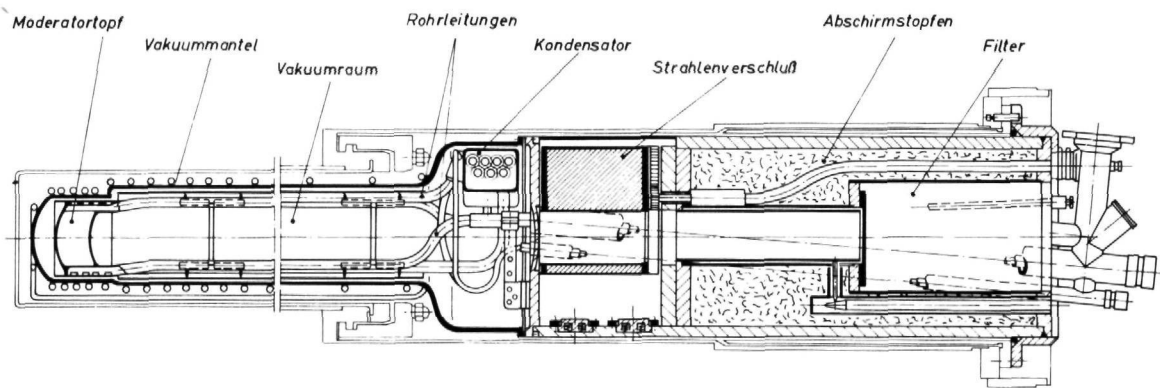 Moderatortopf
Vakuummantel
Vakuumraum
Rohrleitungen
Kondensator
Strahlenverschluß
Abschirmstopfen
Filter